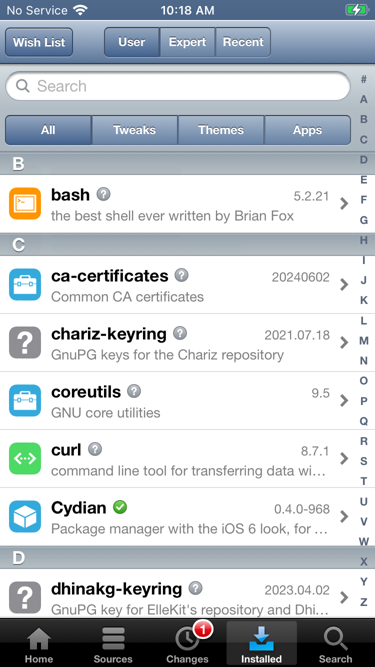 No Service 10:18 AM
Wish List User Expert Recent
Search
All Tweaks Themes Apps
#
A
B
C
D
E
F
G
H
I
J
K
L
M
N
O
P
Q
R
S
T
U
V
W
X
Y
Z
B
bash ? 5.2.21
the best shell ever written by Brian Fox
C
ca-certificates ? 20240602
Common CA certificates
? chariz-keyring ? 2021.07.18
GnuPG keys for the Chariz repository
coreutils ? 9.5
GNU core utilities
curl ? 8.7.1
command line tool for transferring data wi...
Cydian 0.4.0-968
Package manager with the iOS 6 look, for ...
D
? dhinakg-keyring ? 2023.04.02
GnuPG key for ElleKit's repository and Dhi...
1
Home Sources Changes Installed Search